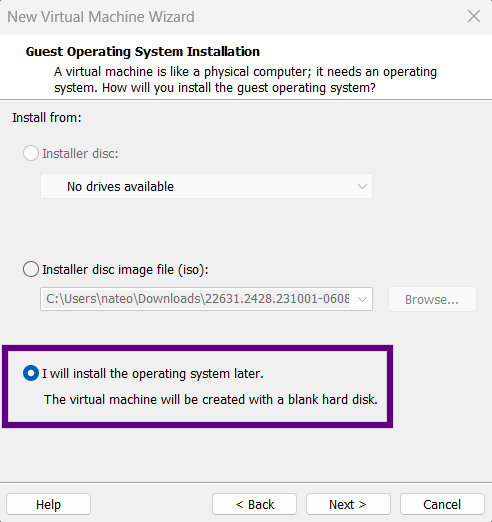 New Virtual Machine Wizard
Guest Operating System Installation
A virtual machine is like a physical computer; it needs an operating
system. How will you install the guest operating system?
Install from:
Installer disc:
No drives available
Installer disc image file (iso):
C:\Users\nateo\Downloads\22631.2428.231001-0608
Browse...
I will install the operating system later.
The virtual machine will be created with a blank hard disk.
Help
< Back
Next >
Cancel